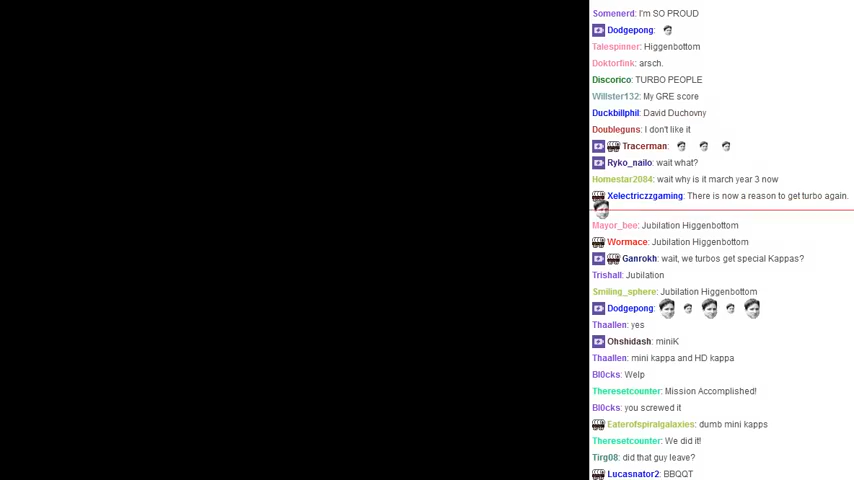 Somenerd: I'm SO PROUD
Dodgepong:
Talespinner: Higgenbottom
Doktorfink: arsch.
Discorico: TURBO PEOPLE
Willster132: My GRE score
Duckbillphil: David Duchovny
Doubleguns: I don't like it
Tracerman:
Ryko_nailo: wait what?
Homestar2084: wait why is it march year 3 now
Xelectriczzgaming: There is now a reason to get turbo again.
Mayor_bee: Jubilation Higgenbottom
Wormace: Jubilation Higgenbottom
Ganrokh: wait, we turbos get special Kappas?
Trishall: Jubilation
Smiling_sphere: Jubilation Higgenbottom
Dodgepong:
Thaallen: yes
Ohshidash: miniK
Thaallen: mini kappa and HD kappa
Bl0cks: Welp
Theresetcounter: Mission Accomplished!
Bl0cks: you screwed it
Eaterofspiralgalaxies: dumb mini kapps
Theresetcounter: We did it!
Tirg08: did that guy leave?
Lucasnator2: BBQQT